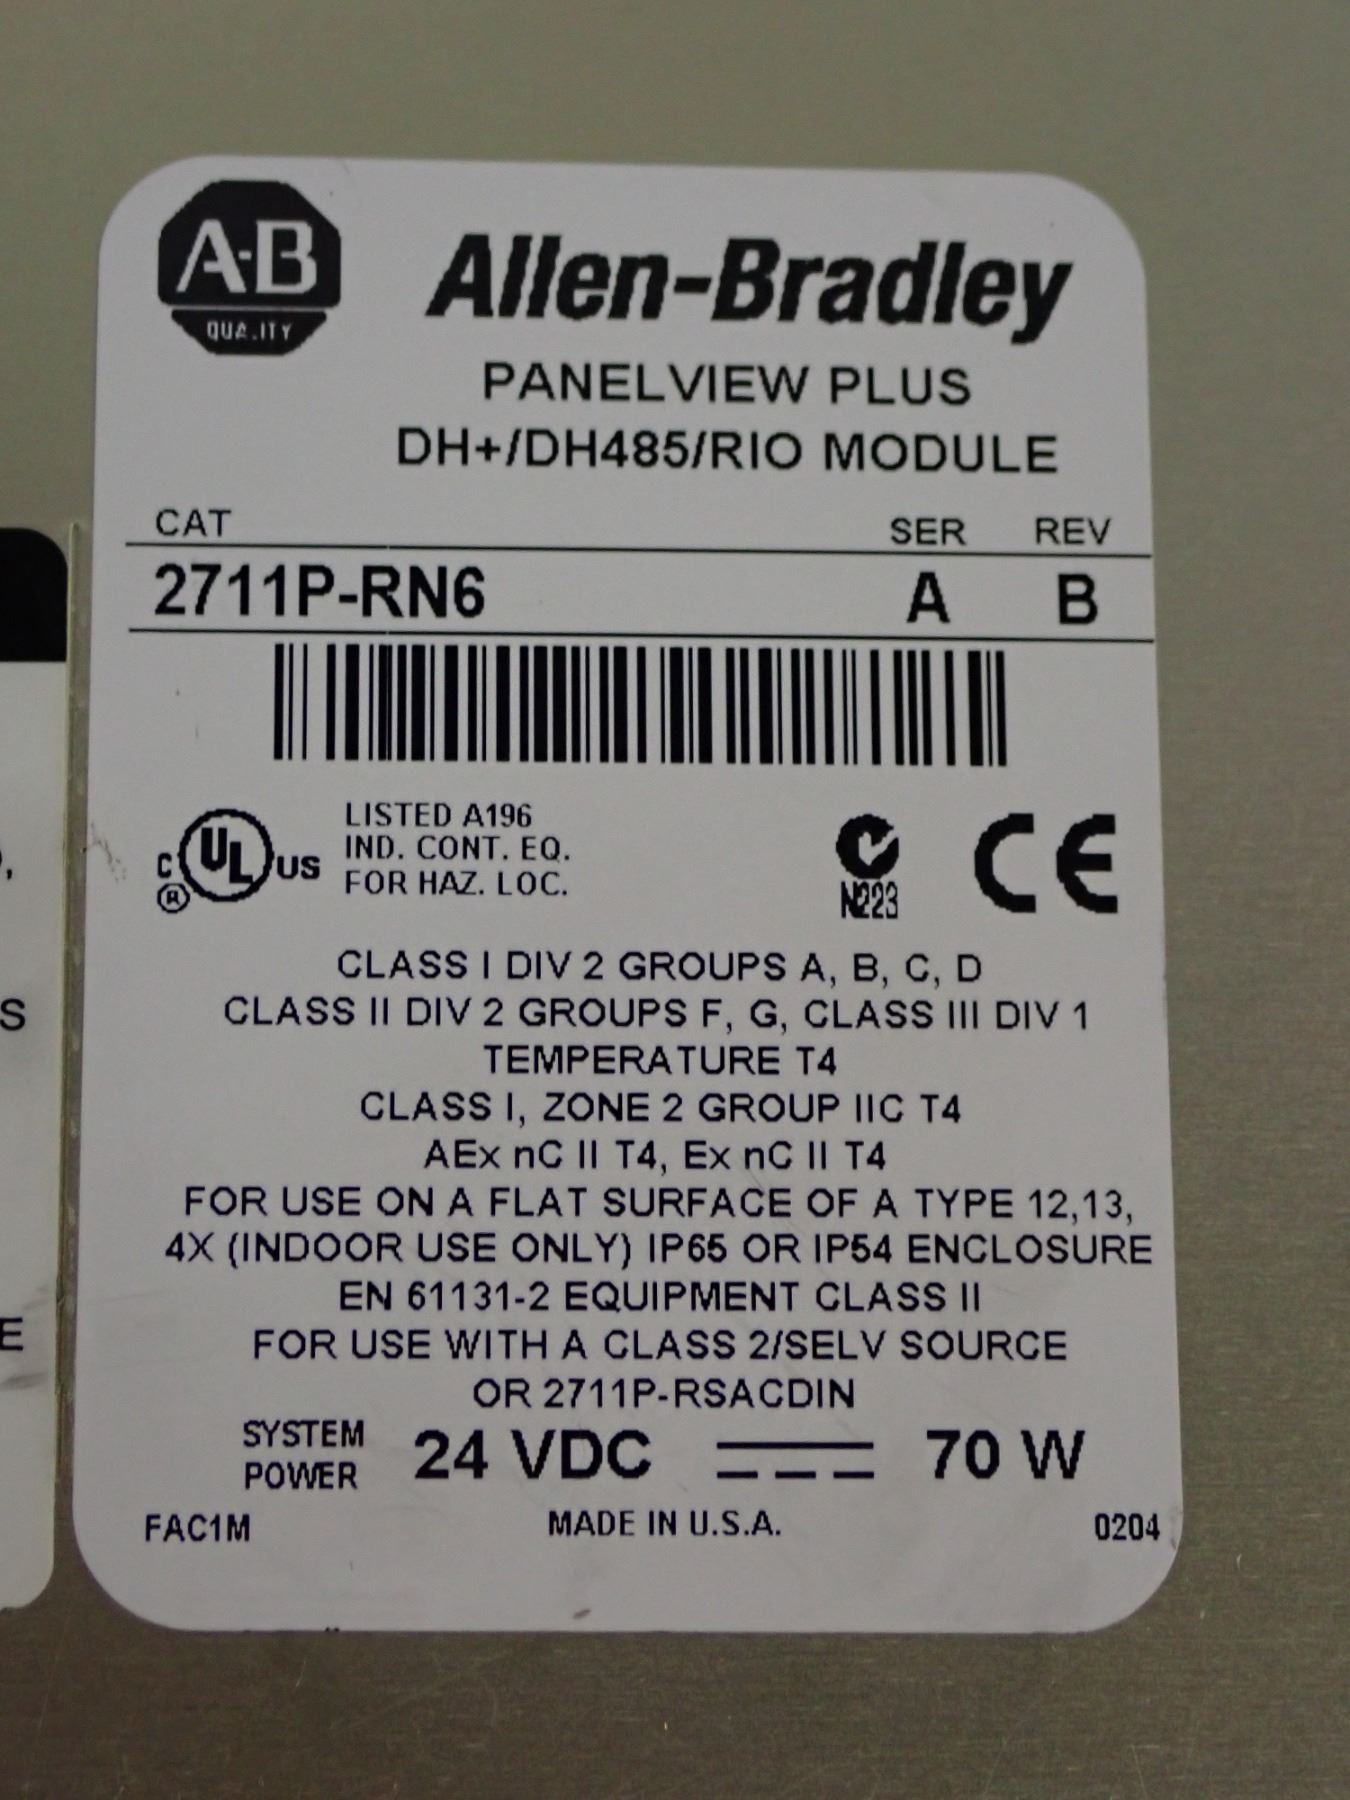 A-B
QUALITY
Allen-Bradley
PANELVIEW PLUS
DH+/DH485/RIO MODULE
CAT SER REV
2711P-RN6 A B
C UL US
®
LISTED A196
IND. CONT. EQ.
FOR HAZ. LOC.
N223
CE
CLASS I DIV 2 GROUPS A, B, C, D
CLASS II DIV 2 GROUPS F, G, CLASS III DIV 1
TEMPERATURE T4
CLASS I, ZONE 2 GROUP IIC T4
AEx nC II T4, Ex nC II T4
FOR USE ON A FLAT SURFACE OF A TYPE 12,13,
4X (INDOOR USE ONLY) IP65 OR IP54 ENCLOSURE
EN 61131-2 EQUIPMENT CLASS II
FOR USE WITH A CLASS 2/SELV SOURCE
OR 2711P-RSACDIN
SYSTEM
POWER 24 VDC 70 W
FAC1M MADE IN U.S.A. 0204